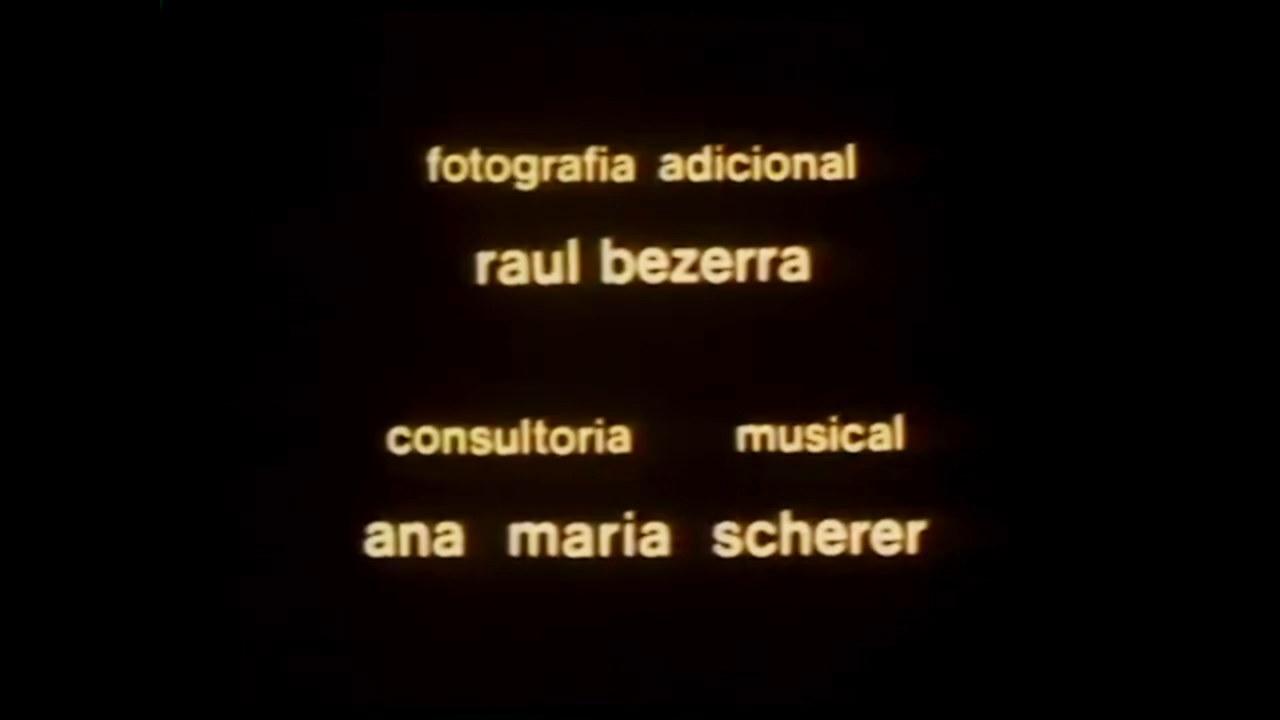 fotografia adicional
raul bezerra
consultoria musical
ana maria scherer